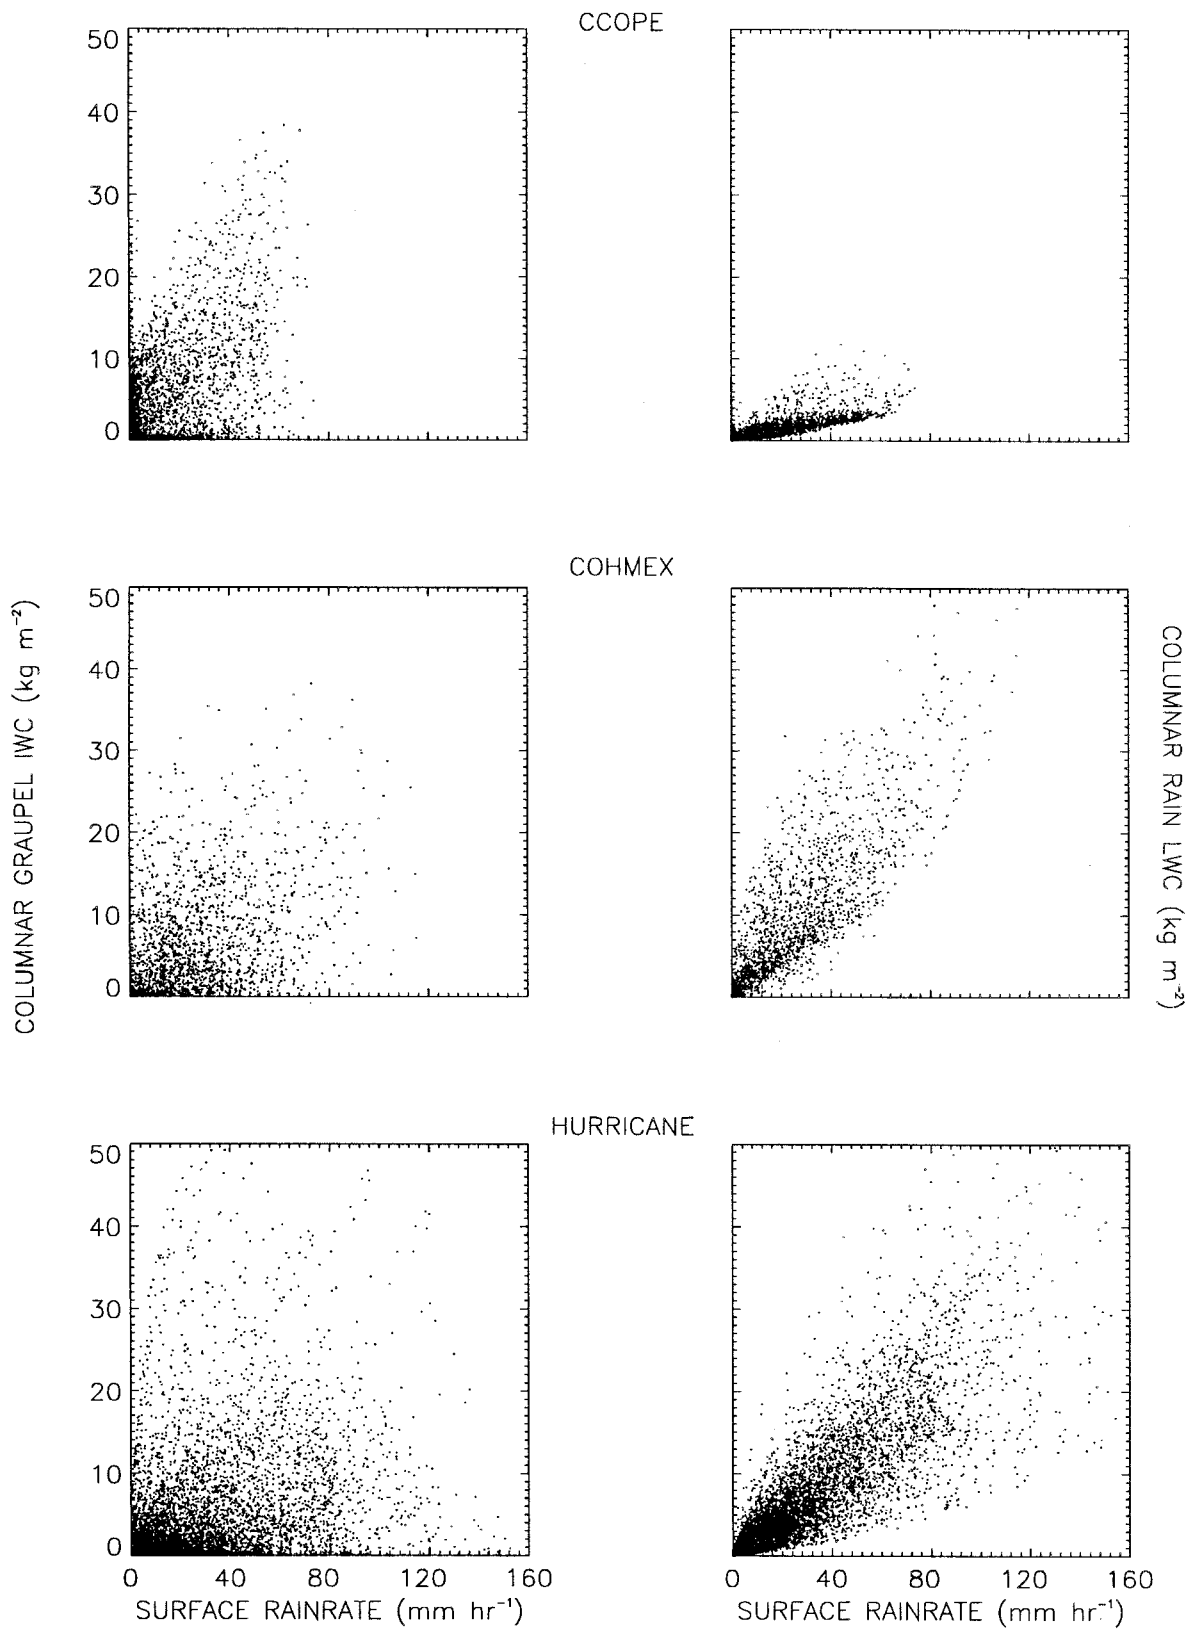 CCOPE
50
40
30
20
10
0
COHMEX
50
40
30
20
10
0
COLUMNAR GRAUPEL IWC (kg m⁻²)
COLUMNAR RAIN LWC (kg m⁻²)
HURRICANE
50
40
30
20
10
0
0 40 80 120 160
0 40 80 120 160
SURFACE RAINRATE (mm hr⁻¹)
SURFACE RAINRATE (mm hr⁻¹)